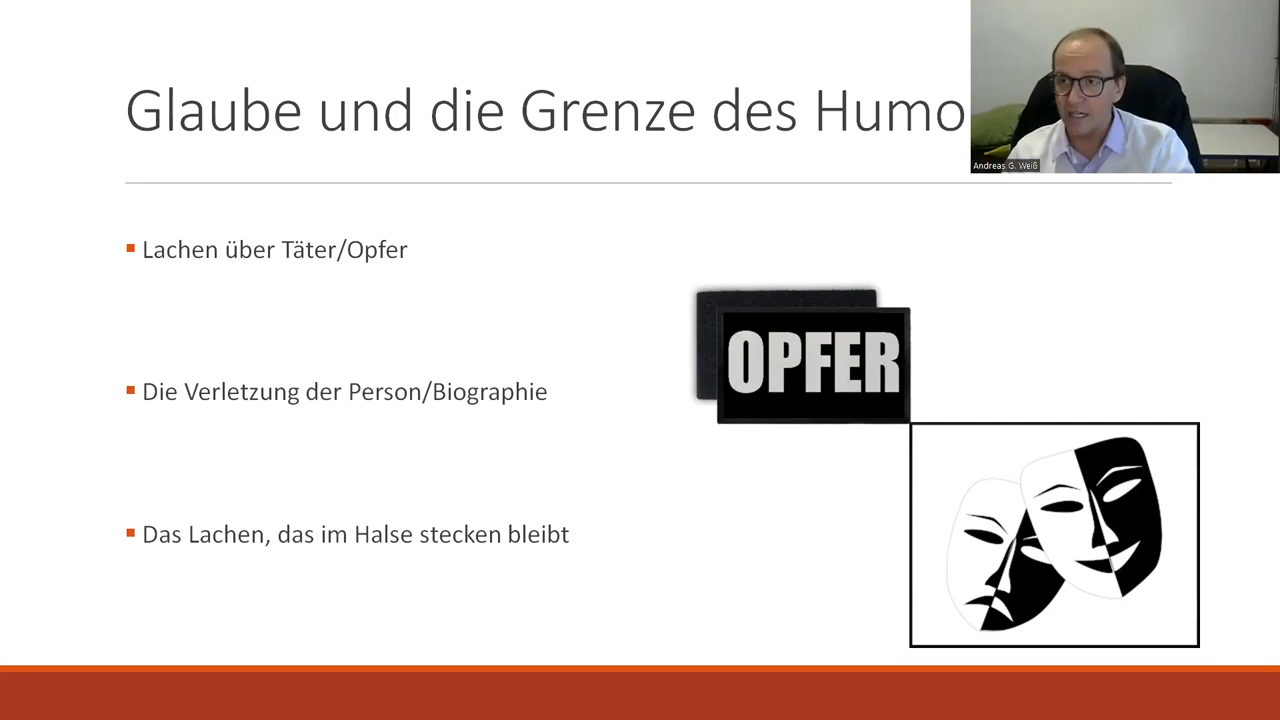 Glaube und die Grenze des Humo
Andreas G. Weiß
Lachen über Täter/Opfer
OPFER
Die Verletzung der Person/Biographie
Das Lachen, das im Halse stecken bleibt